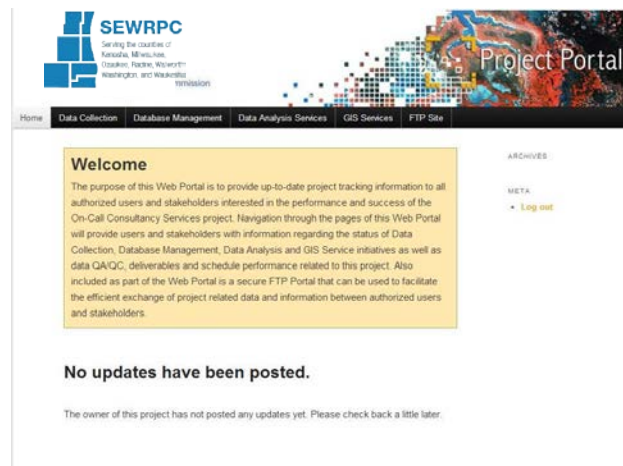 SEWRPC
Serving the counties of
Kenosha, Milwaukee,
Ozaukee, Racine, Walworth
Washington, and Waukesha
mmission
Project Portal
Home Data Collection Database Management Data Analysis Services GIS Services FTP Site
Welcome
The purpose of this Web Portal is to provide up-to-date project tracking information to all
authorized users and stakeholders interested in the performance and success of the
On-Call Consultancy Services project. Navigation through the pages of this Web Portal
will provide users and stakeholders with information regarding the status of Data
Collection, Database Management, Data Analysis and GIS Service initiatives as well as
data QA/QC, deliverables and schedule performance related to this project. Also
included as part of the Web Portal is a secure FTP Portal that can be used to facilitate
the efficient exchange of project related data and information between authorized users
and stakeholders.
ARCHIVES
META
Log out
No updates have been posted.
The owner of this project has not posted any updates yet. Please check back a little later.